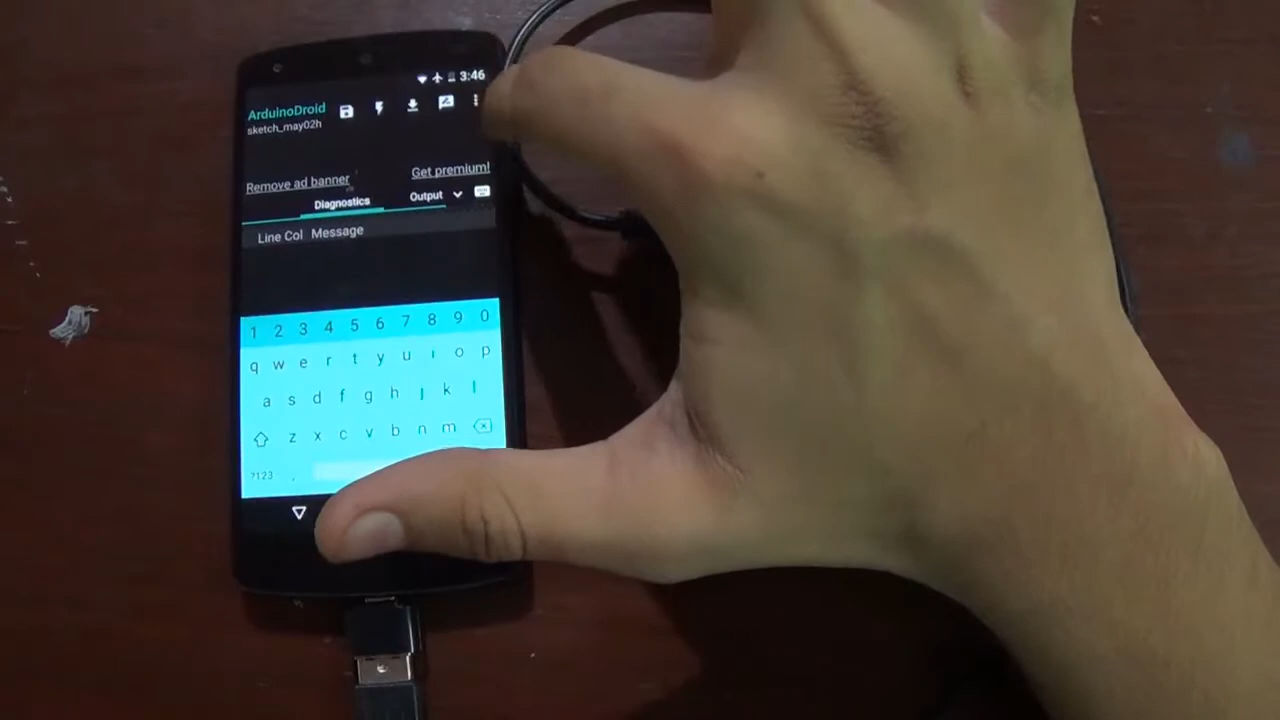 3:46
ArduinoDroid
sketch_may02h
Remove ad banner Get premium!
Diagnostics Output
Line Col Message
1 2 3 4 5 6 7 8 9 0
q w e r t y u i o p
a s d f g h j k l
z x c v b n m
?123 ,